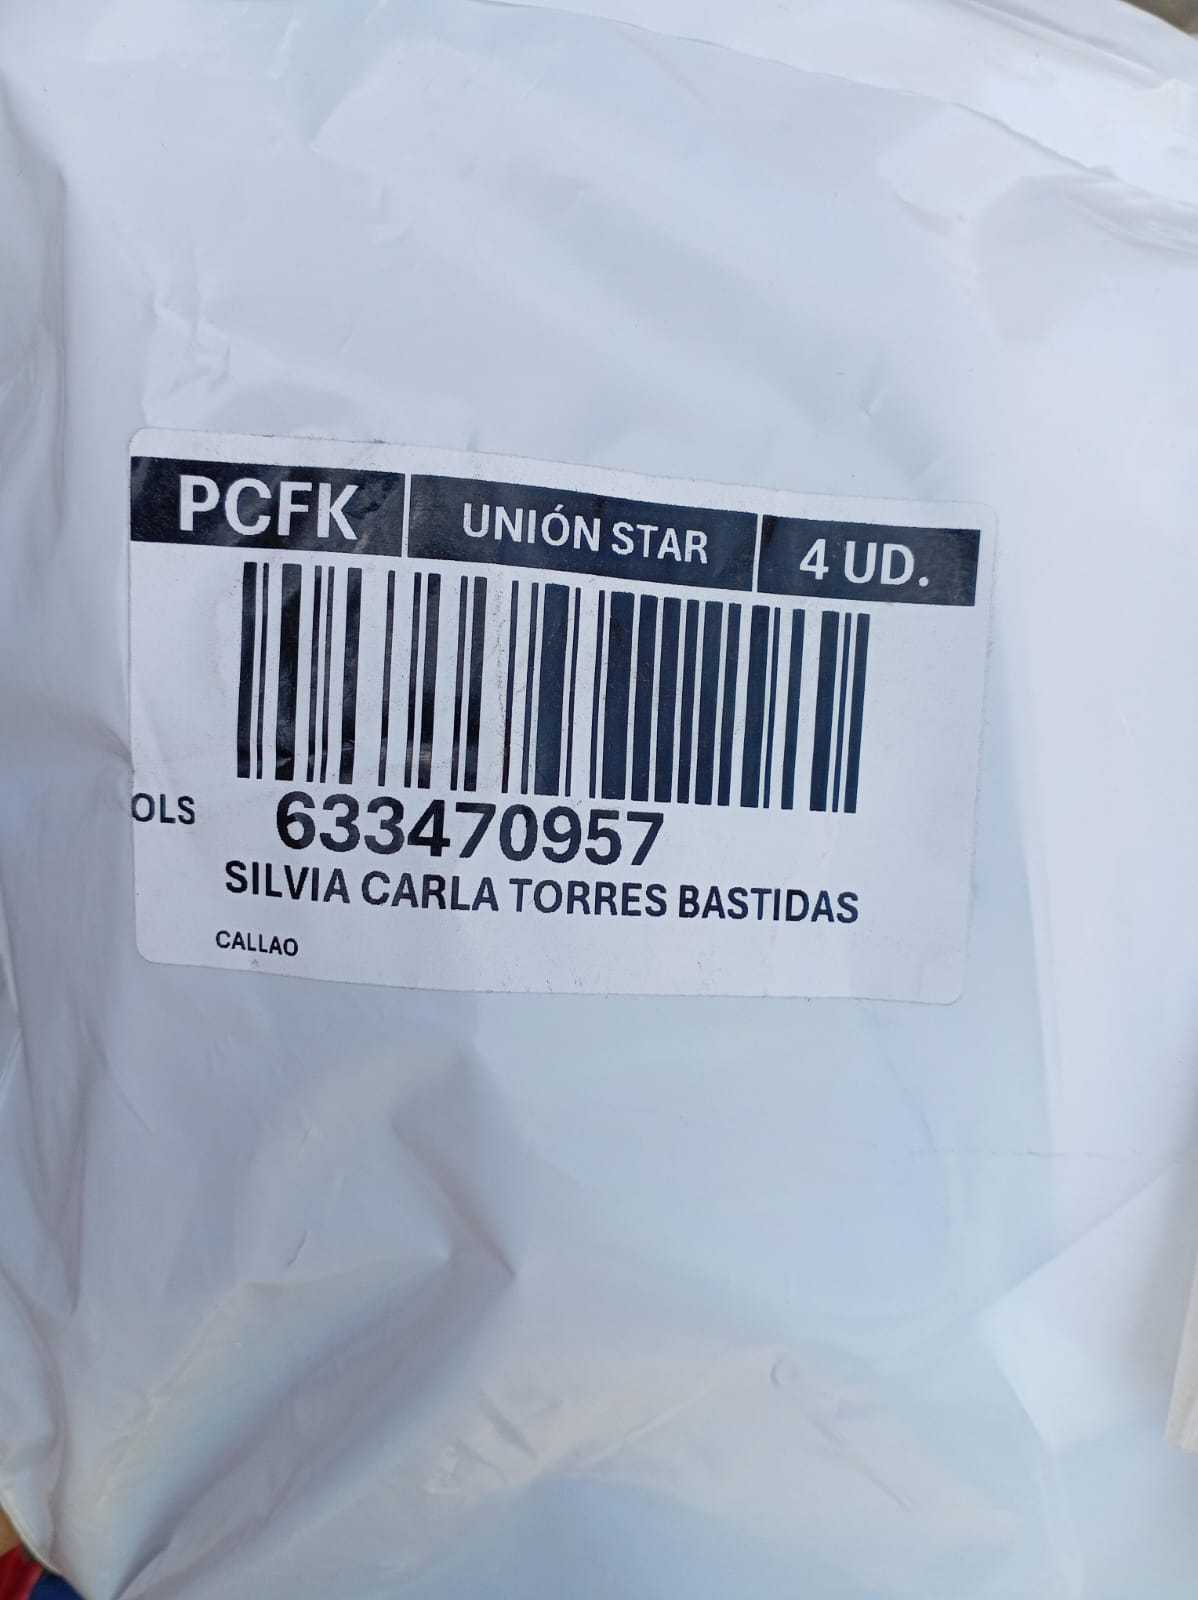 PCFK UNIÓN STAR 4 UD.
OLS 633470957
SILVIA CARLA TORRES BASTIDAS
CALLAO